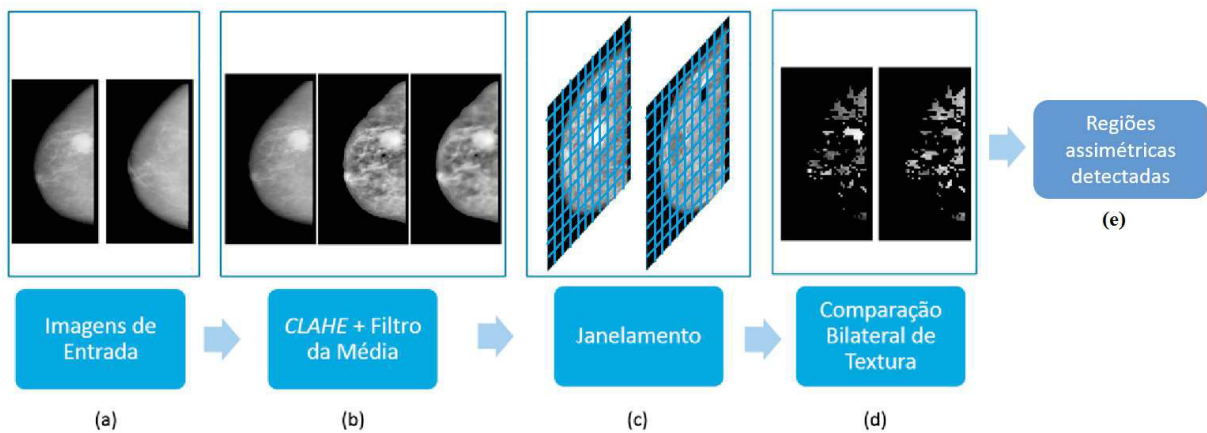 Imagens de
Entrada
(a)
CLAHE + Filtro
da Média
(b)
Janelamento
(c)
Comparação
Bilateral de
Textura
(d)
Regiões
assimétricas
detectadas
(e)